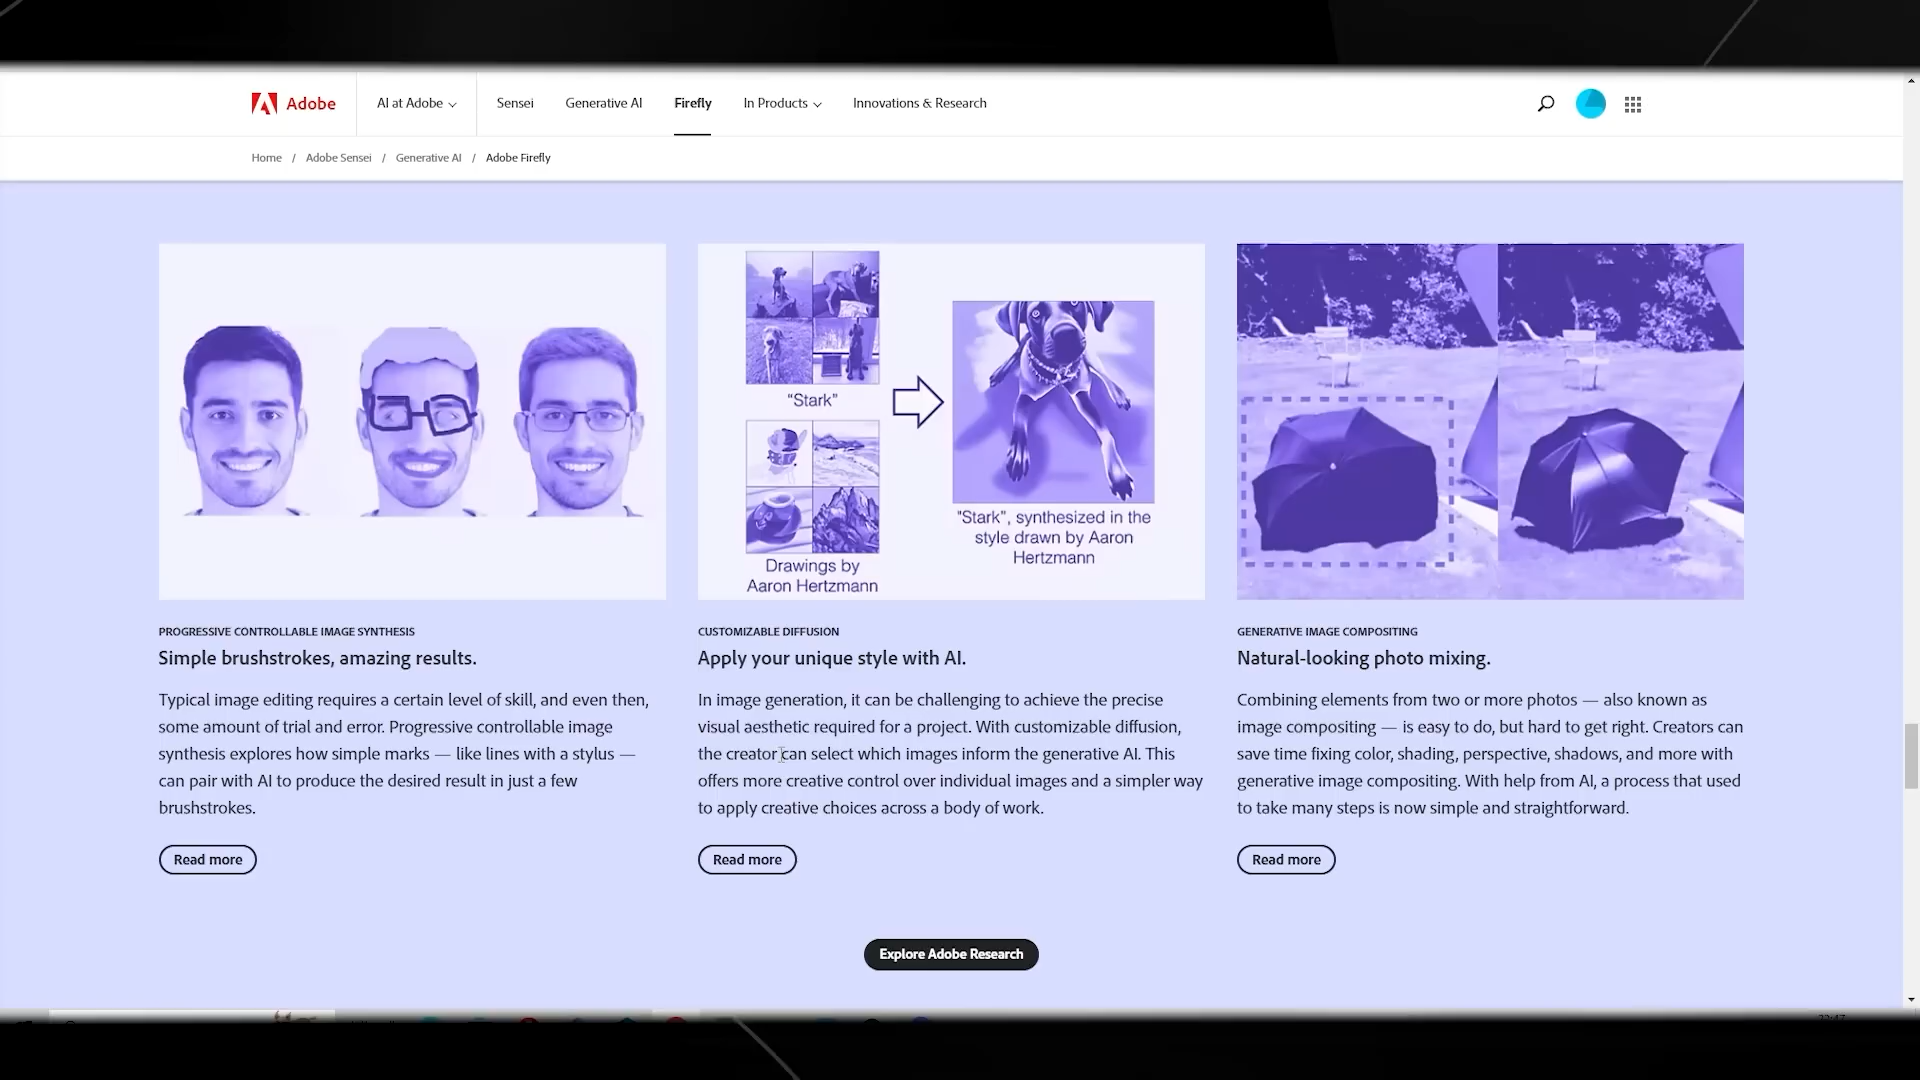 Adobe
AI at Adobe
Sensei
Generative AI
Firefly
In Products
Innovations & Research
Home / Adobe Sensei / Generative AI / Adobe Firefly
"Stark"
Drawings by
Aaron Hertzmann
"Stark", synthesized in the
style drawn by Aaron
Hertzmann
PROGRESSIVE CONTROLLABLE IMAGE SYNTHESIS
Simple brushstrokes, amazing results.
Typical image editing requires a certain level of skill, and even then,
some amount of trial and error. Progressive controllable image
synthesis explores how simple marks — like lines with a stylus —
can pair with AI to produce the desired result in just a few
brushstrokes.
Read more
CUSTOMIZABLE DIFFUSION
Apply your unique style with AI.
In image generation, it can be challenging to achieve the precise
visual aesthetic required for a project. With customizable diffusion,
the creator can select which images inform the generative AI. This
offers more creative control over individual images and a simpler way
to apply creative choices across a body of work.
Read more
GENERATIVE IMAGE COMPOSITING
Natural-looking photo mixing.
Combining elements from two or more photos — also known as
image compositing — is easy to do, but hard to get right. Creators can
save time fixing color, shading, perspective, shadows, and more with
generative image compositing. With help from AI, a process that used
to take many steps is now simple and straightforward.
Read more
Explore Adobe Research